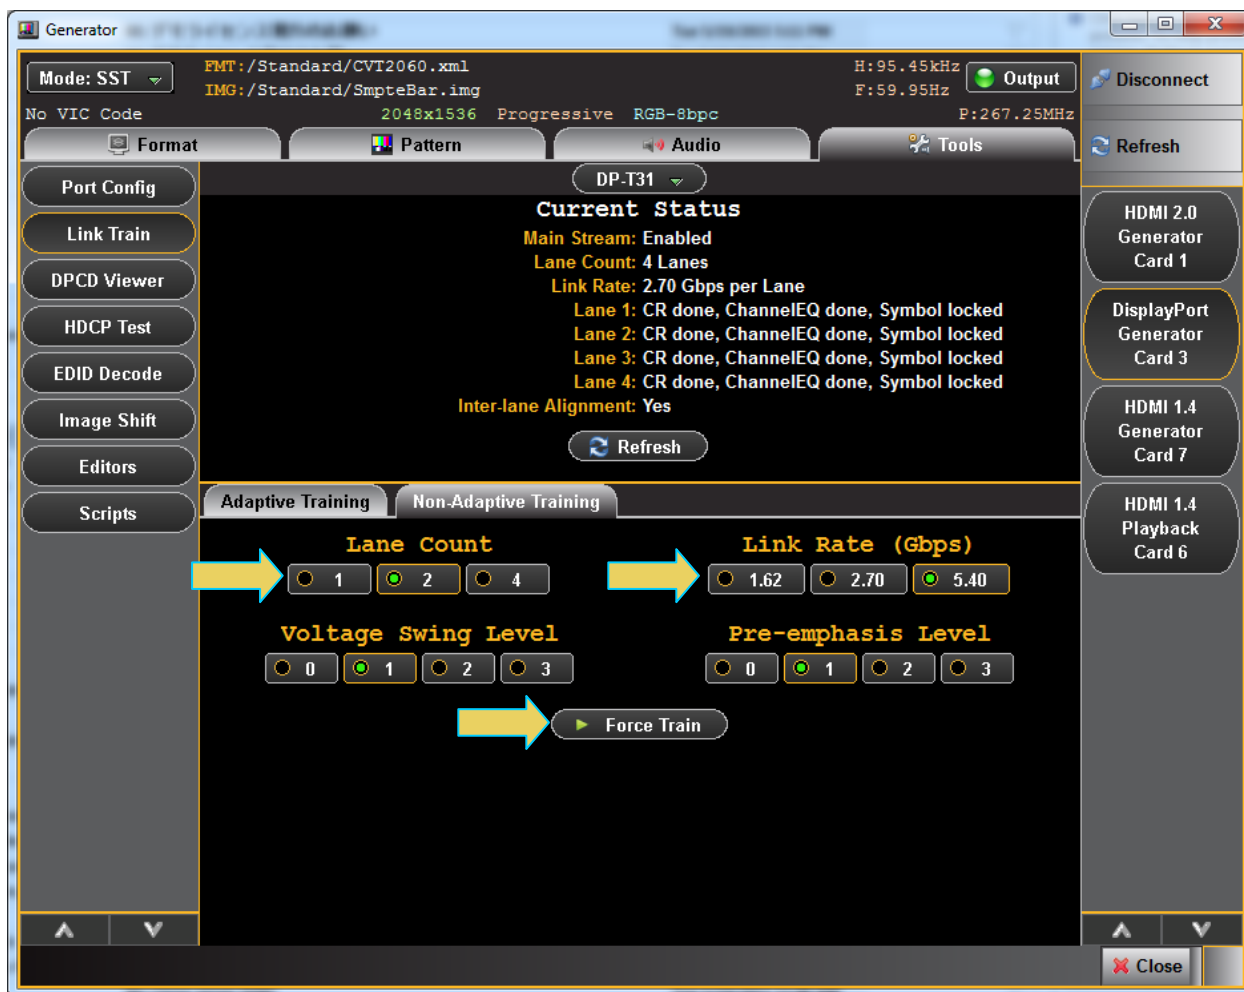 Generator
Mode: SST
FMT:/Standard/CVT2060.xml
IMG:/Standard/SmpteBar.img
H:95.45kHz
F:59.95Hz
Output
No VIC Code
2048x1536 Progressive RGB-8bpc
P:267.25MHz
Disconnect
Refresh
Format
Pattern
Audio
Tools
Port Config
Link Train
DPCD Viewer
HDCP Test
EDID Decode
Image Shift
Editors
Scripts
DP-T31
Current Status
Main Stream: Enabled
Lane Count: 4 Lanes
Link Rate: 2.70 Gbps per Lane
Lane 1: CR done, ChannelEQ done, Symbol locked
Lane 2: CR done, ChannelEQ done, Symbol locked
Lane 3: CR done, ChannelEQ done, Symbol locked
Lane 4: CR done, ChannelEQ done, Symbol locked
Inter-lane Alignment: Yes
Refresh
Adaptive Training
Non-Adaptive Training
Lane Count
1 2 4
Link Rate (Gbps)
1.62 2.70 5.40
Voltage Swing Level
0 1 2 3
Pre-emphasis Level
0 1 2 3
Force Train
HDMI 2.0
Generator
Card 1
DisplayPort
Generator
Card 3
HDMI 1.4
Generator
Card 7
HDMI 1.4
Playback
Card 6
Close